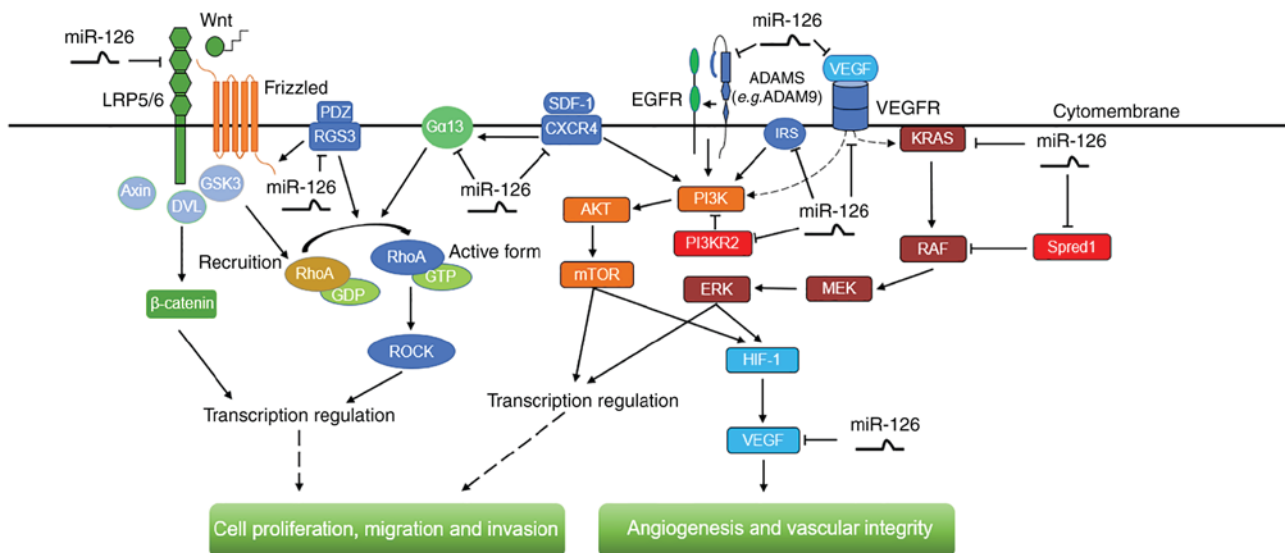 Wnt
miR-126
LRP5/6
Frizzled
PDZ
RGS3
Gα13
SDF-1
CXCR4
EGFR
miR-126
ADAMS
(e.g.ADAM9)
VEGF
VEGFR
Cytomembrane
IRS
KRAS
miR-126
Axin
DVL
GSK3
miR-126
miR-126
PI3K
AKT
PI3KR2
miR-126
RAF
Spred1
Recruition
RhoA
GDP
RhoA
GTP
Active form
mTOR
ERK
MEK
β-catenin
ROCK
HIF-1
Transcription regulation
Transcription regulation
VEGF
miR-126
Cell proliferation, migration and invasion
Angiogenesis and vascular integrity